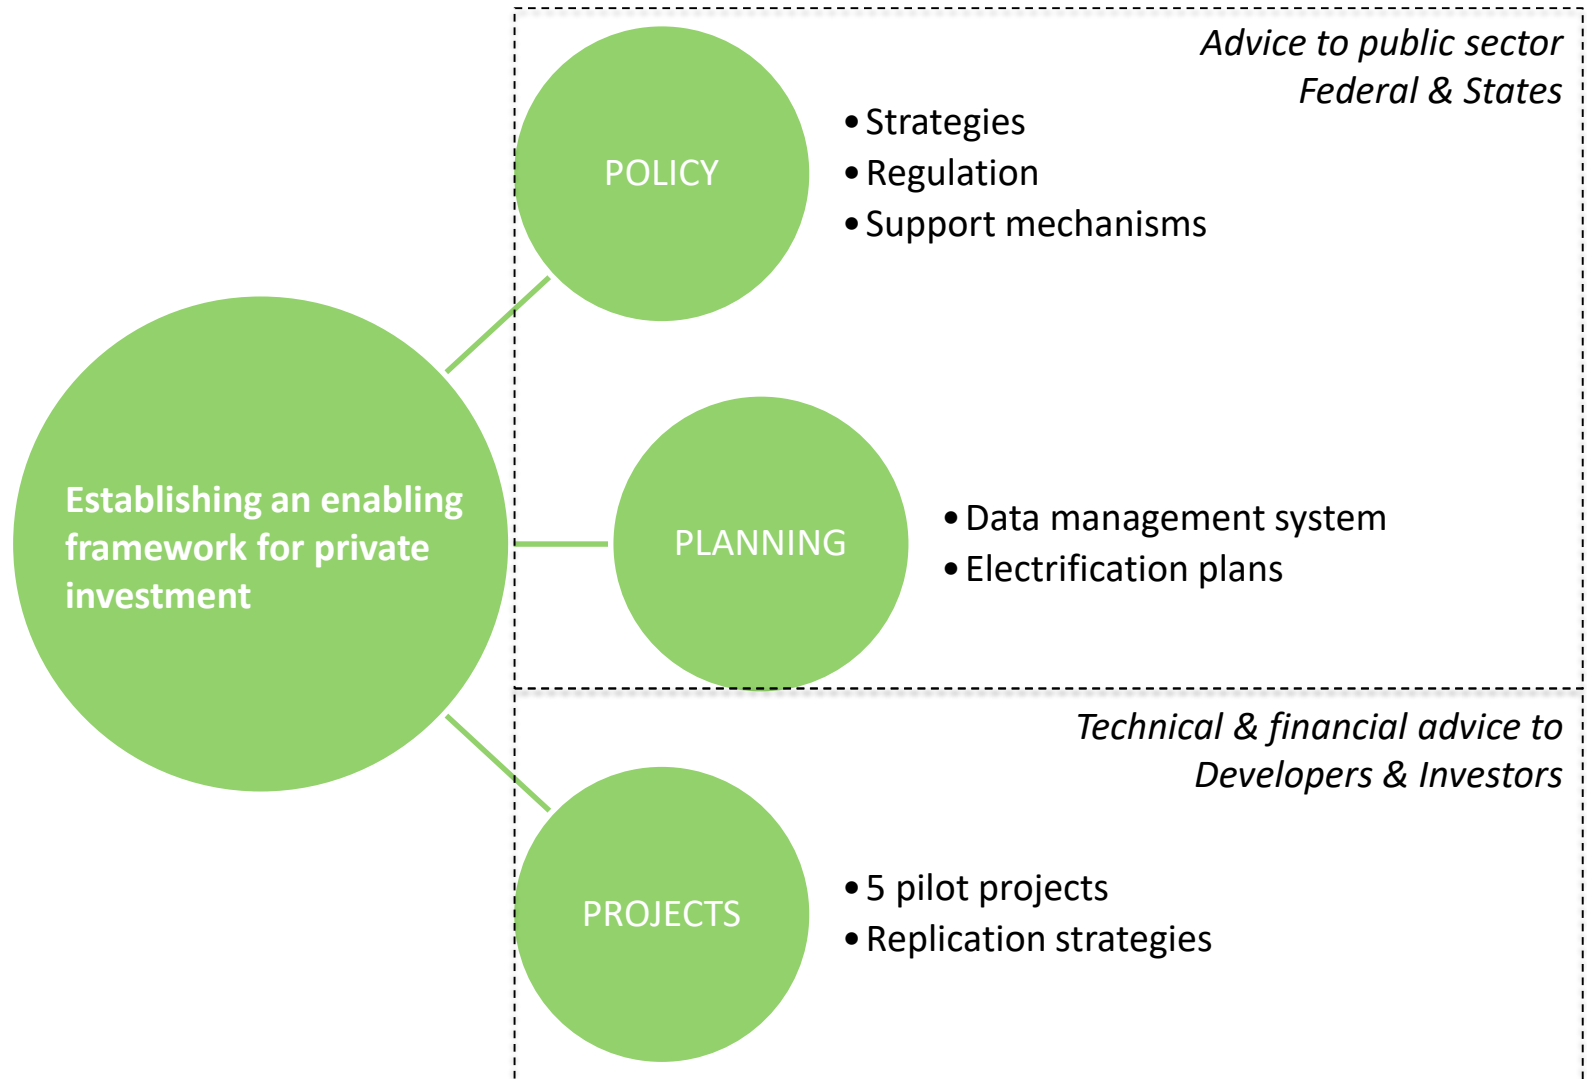 Advice to public sector
Federal & States
POLICY
•Strategies
•Regulation
•Support mechanisms
Establishing an enabling
framework for private
investment
PLANNING
•Data management system
•Electrification plans
Technical & financial advice to
Developers & Investors
PROJECTS
•5 pilot projects
•Replication strategies